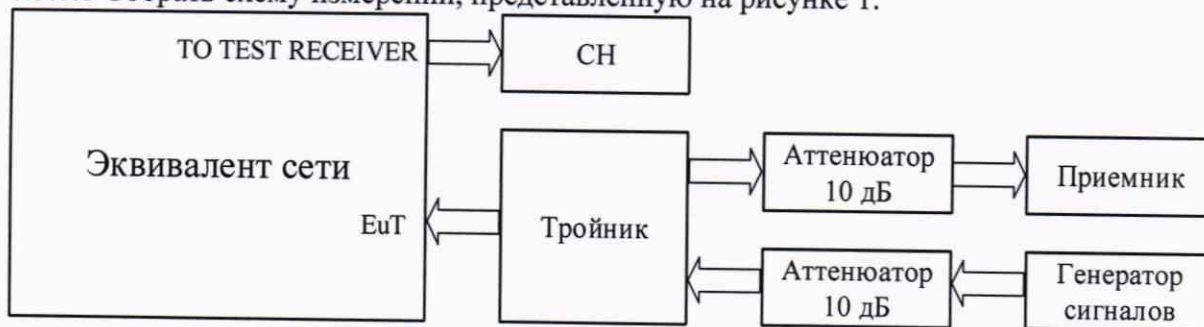 Собрать схему измерений, представленную на рисунке 1.
TO TEST RECEIVER
СН
Эквивалент сети
EuT
Тройник
Аттенюатор
10 дБ
Приемник
Аттенюатор
10 дБ
Генератор
сигналов